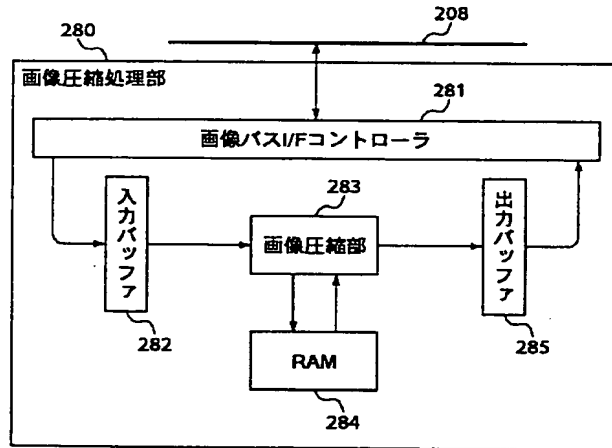 280
208
画像圧縮処理部
281
画像バスI/Fコントローラ
入力バッファ
282
283
画像圧縮部
RAM
284
出力バッファ
285